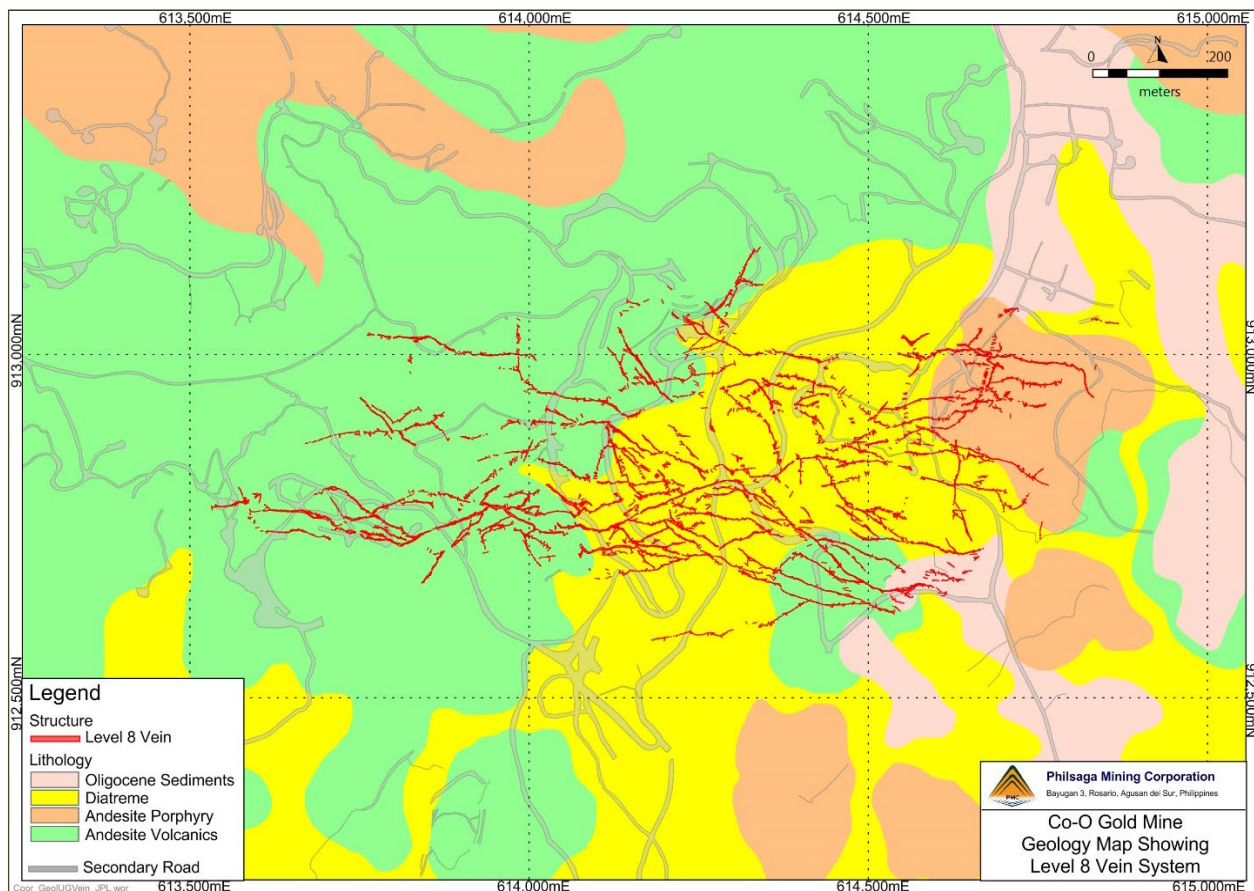 613,500mE 614,000mE 614,500mE 615,000mE
N
0 200
meters
913,000mN 913,000mN
912,500mN 912,500mN
Legend
Structure
Level 8 Vein
Lithology
Oligocene Sediments
Diatreme
Andesite Porphyry
Andesite Volcanics
Secondary Road
PMC
Philsaga Mining Corporation
Bayugan 3, Rosario, Agusan del Sur, Philippines
Co-O Gold Mine
Geology Map Showing
Level 8 Vein System
613,500mE 614,000mE 614,500mE 615,000mE